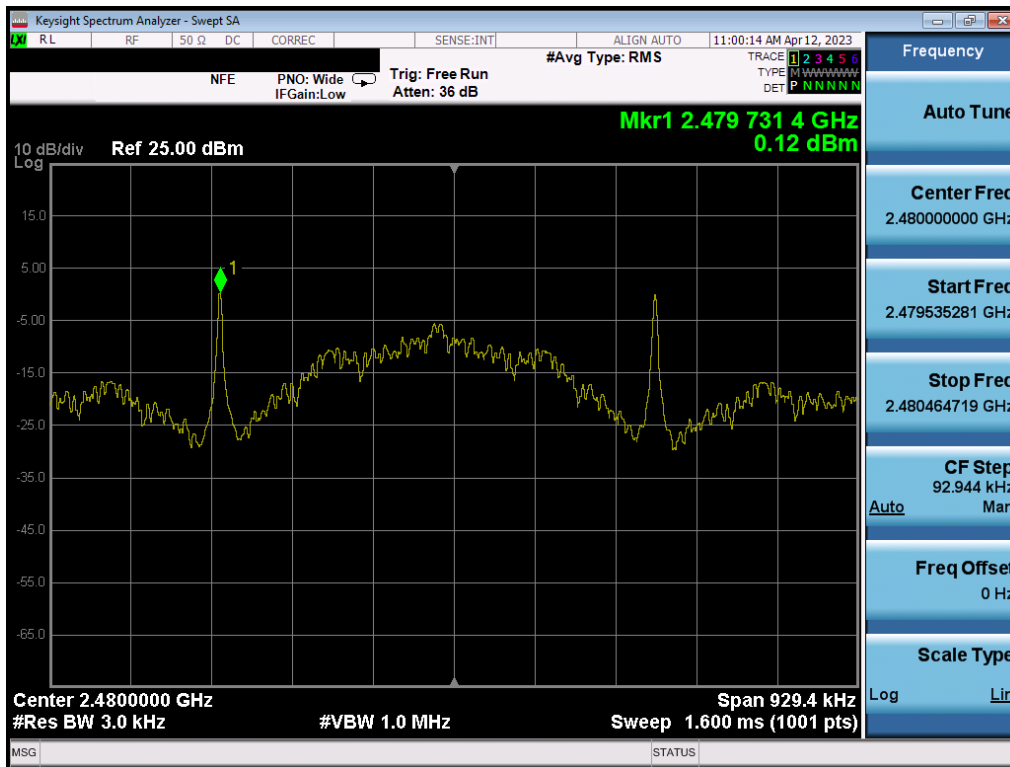 Keysight Spectrum Analyzer - Swept SA
LXI RL RF 50 Ω DC CORREC SENSE:INT ALIGN AUTO 11:00:14 AM Apr 12, 2023
NFE PNO: Wide IFGain:Low Trig: Free Run Atten: 36 dB
#Avg Type: RMS
TRACE 1 2 3 4 5 6
TYPE M W W W W W
DET P N N N N N
Mkr1 2.479 731 4 GHz
0.12 dBm
10 dB/div Ref 25.00 dBm
Log
15.0
5.00
1
-5.00
-15.0
-25.0
-35.0
-45.0
-55.0
-65.0
Center 2.4800000 GHz Span 929.4 kHz
#Res BW 3.0 kHz #VBW 1.0 MHz Sweep 1.600 ms (1001 pts)
MSG STATUS
Frequency
Auto Tune
Center Freq
2.480000000 GHz
Start Freq
2.479535281 GHz
Stop Freq
2.480464719 GHz
CF Step
92.944 kHz
Auto Man
Freq Offset
0 Hz
Scale Type
Log Lin